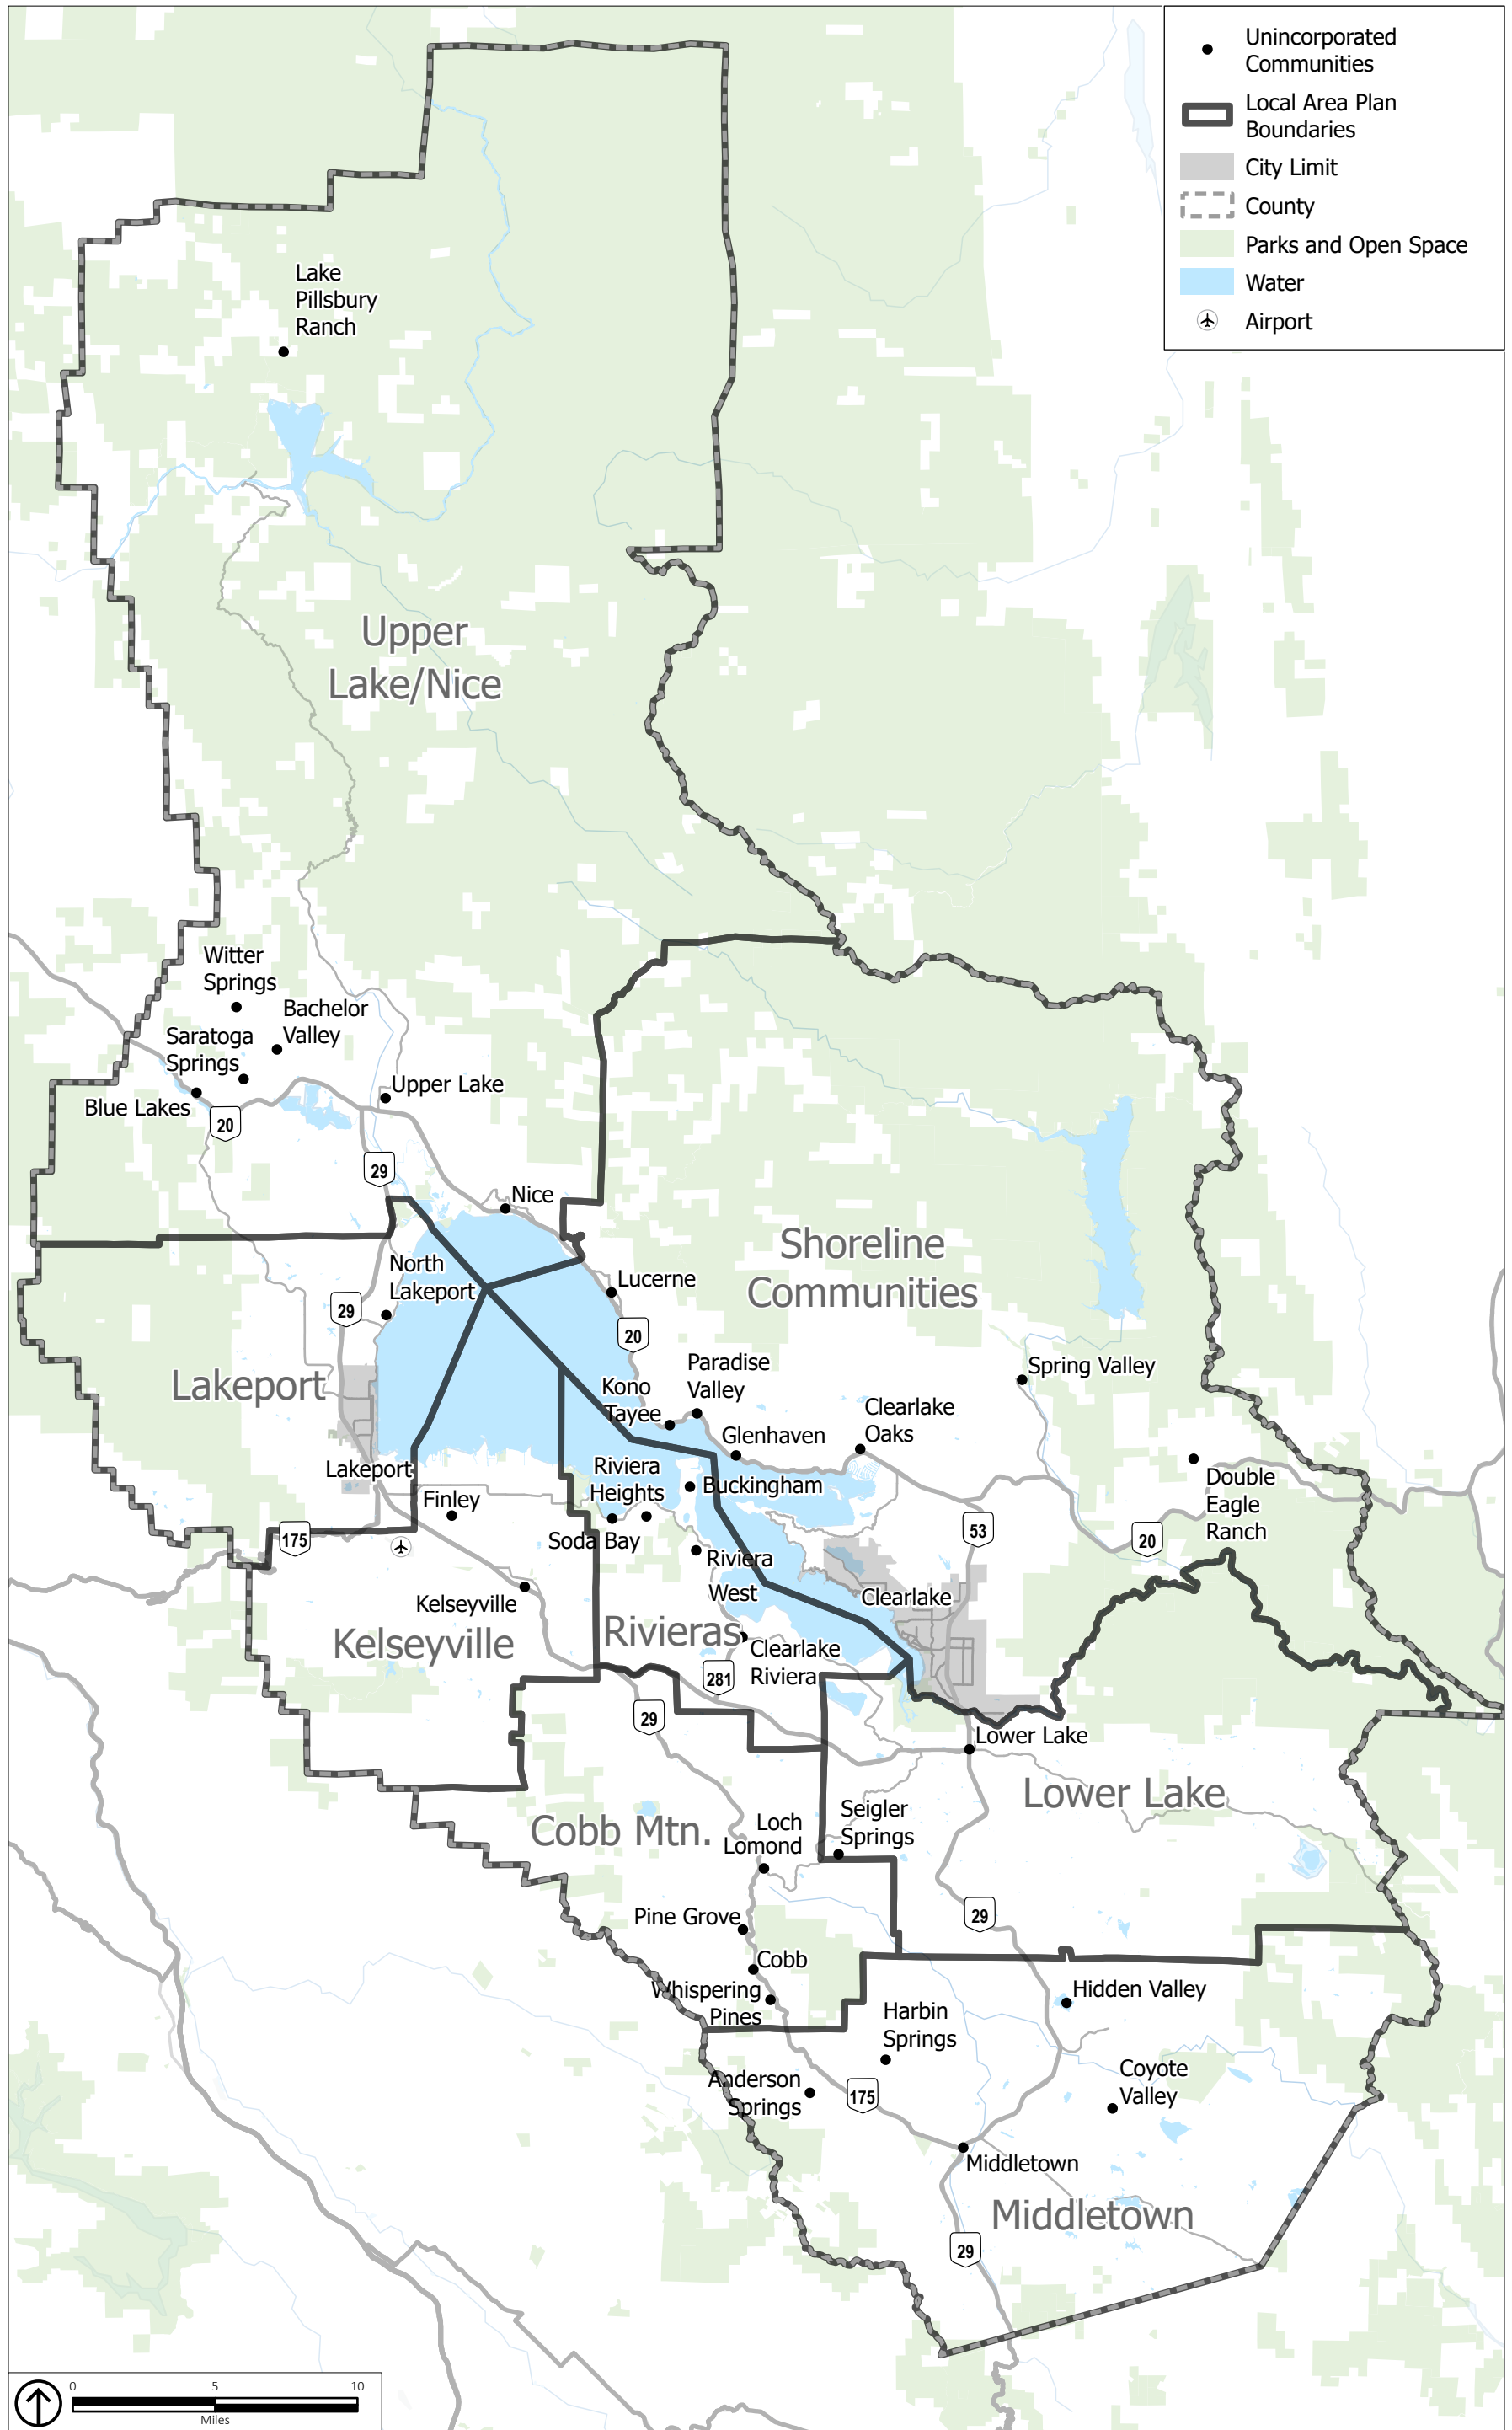 Unincorporated
Communities
Local Area Plan
Boundaries
City Limit
County
Parks and Open Space
Water
Airport
Lake
Pillsbury
Ranch
Upper
Lake/Nice
Witter
Springs
Bachelor
Valley
Saratoga
Springs
Upper Lake
Blue Lakes
20
29
Nice
Shoreline
Communities
North
Lakeport
Lucerne
29
20
Lakeport
Paradise
Valley
Spring Valley
Kono
Tayee
Clearlake
Oaks
Glenhaven
Lakeport
Riviera
Heights
Buckingham
Double
Eagle
Ranch
Finley
175
Soda Bay
53
20
Riviera
West
Kelseyville
Clearlake
Kelseyville
Rivieras
Clearlake
Riviera
281
29
Lower Lake
Lower Lake
Cobb Mtn.
Loch
Lomond
Seigler
Springs
Pine Grove
29
Cobb
Whispering
Pines
Hidden Valley
Harbin
Springs
Anderson
Springs
175
Coyote
Valley
Middletown
Middletown
29
0 5 10
Miles